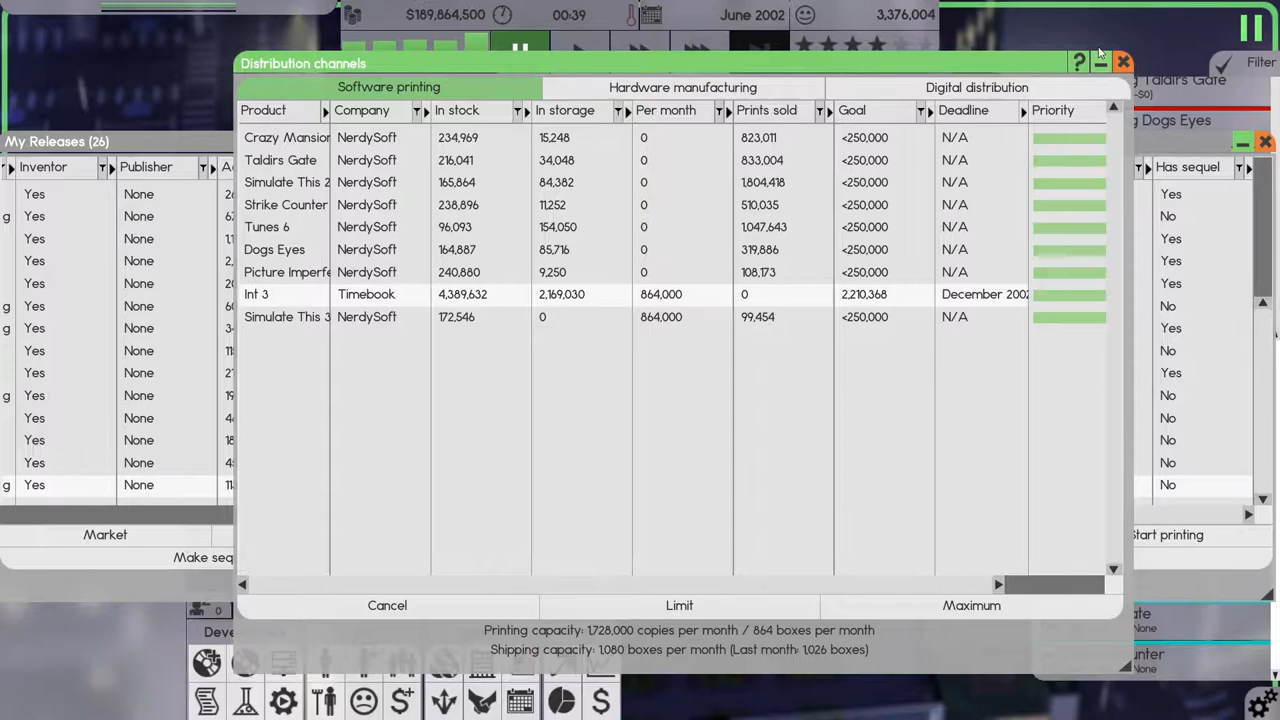 $189,864,500 00:39 June 2002 3,376,004
Distribution channels
Filter
Software printing Hardware manufacturing Digital distribution
Taldirs Gate
Product Company In stock In storage Per month Prints sold Goal Deadline Priority
g Dogs Eyes
Crazy Mansion NerdySoft 234,969 15,248 0 823,011 <250,000 N/A
Taldirs Gate NerdySoft 216,041 34,048 0 833,004 <250,000 N/A
Simulate This 2 NerdySoft 165,864 84,382 0 1,804,418 <250,000 N/A
Strike Counter NerdySoft 238,896 11,252 0 510,035 <250,000 N/A
Tunes 6 NerdySoft 96,093 154,050 0 1,047,643 <250,000 N/A
Dogs Eyes NerdySoft 164,887 85,716 0 319,886 <250,000 N/A
Picture Imperfe NerdySoft 240,880 9,250 0 108,173 <250,000 N/A
Int 3 Timebook 4,389,632 2,169,030 864,000 0 2,210,368 December 2002
Simulate This 3 NerdySoft 172,546 0 864,000 99,454 <250,000 N/A
Cancel Limit Maximum
Printing capacity: 1,728,000 copies per month / 864 boxes per month
Shipping capacity: 1,080 boxes per month (Last month: 1,026 boxes)
My Releases (26)
Inventor Publisher Has sequel
Yes None Yes
g Yes None No
Yes None Yes
Yes None Yes
Yes None Yes
g Yes None No
g Yes None Yes
Yes None No
Yes None Yes
g Yes None No
Yes None No
Yes None No
Yes None No
g Yes None No
Market Start printing
Make seq
0
None
unter
None